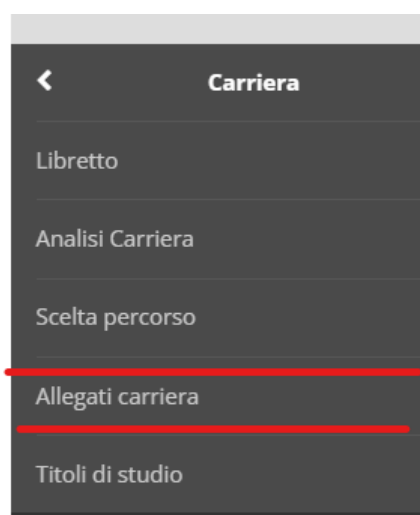 Carriera
Libretto
Analisi Carriera
Scelta percorso
Allegati carriera
Titoli di studio